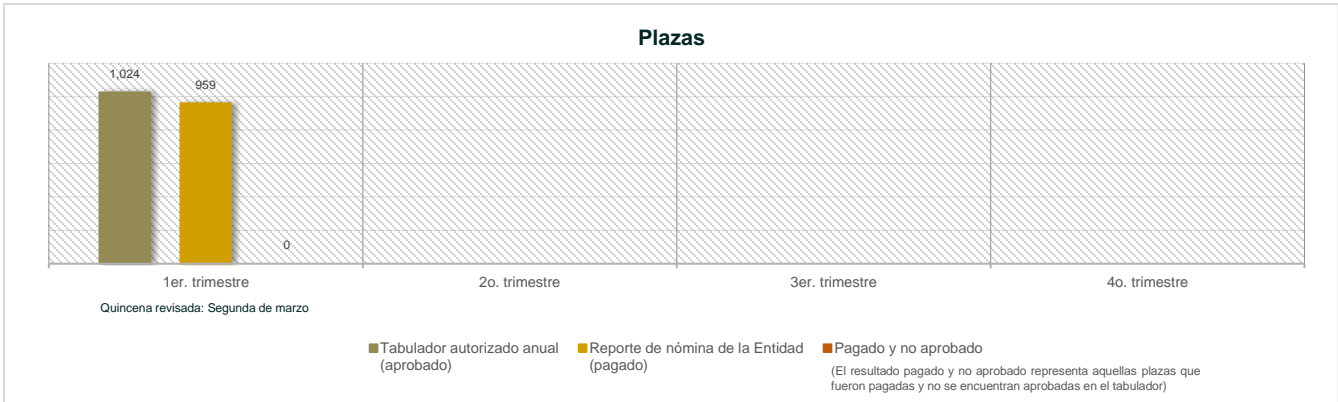 Plazas
1,024
959
0
1er. trimestre
2o. trimestre
3er. trimestre
4o. trimestre
Quincena revisada: Segunda de marzo
Tabulador autorizado anual
(aprobado)
Reporte de nómina de la Entidad
(pagado)
Pagado y no aprobado
(El resultado pagado y no aprobado representa aquellas plazas que
fueron pagadas y no se encuentran aprobadas en el tabulador)